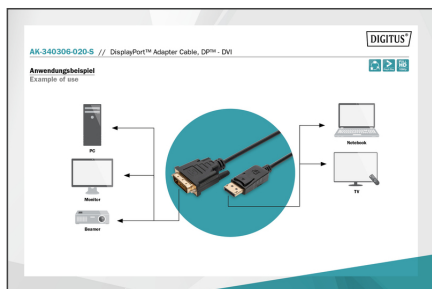 DIGITUS®
AK-340306-020-S // DisplayPort™ Adapter Cable, DP™ - DVI
Anwendungsbeispiel
Example of use
PC
Notebook
Monitor
TV
Beamer